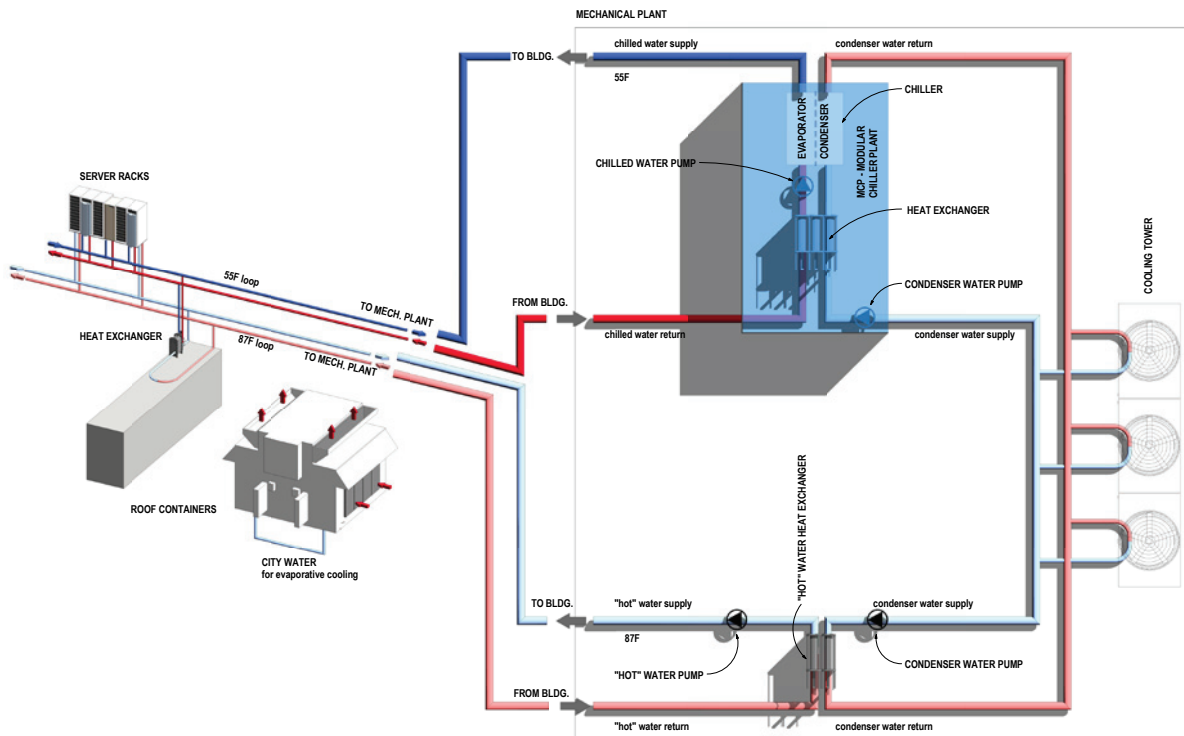 MECHANICAL PLANT
TO BLDG.
chilled water supply
condenser water return
55F
CHILLER
EVAPORATOR
CONDENSER
MCP - MODULAR
CHILLER PLANT
CHILLED WATER PUMP
SERVER RACKS
HEAT EXCHANGER
COOLING TOWER
55F loop
TO MECH. PLANT
FROM BLDG.
CONDENSER WATER PUMP
chilled water return
condenser water supply
HEAT EXCHANGER
87F loop
TO MECH. PLANT
ROOF CONTAINERS
CITY WATER
for evaporative cooling
"HOT" WATER HEAT EXCHANGER
TO BLDG.
"hot" water supply
condenser water supply
87F
"HOT" WATER PUMP
CONDENSER WATER PUMP
FROM BLDG.
"hot" water return
condenser water return